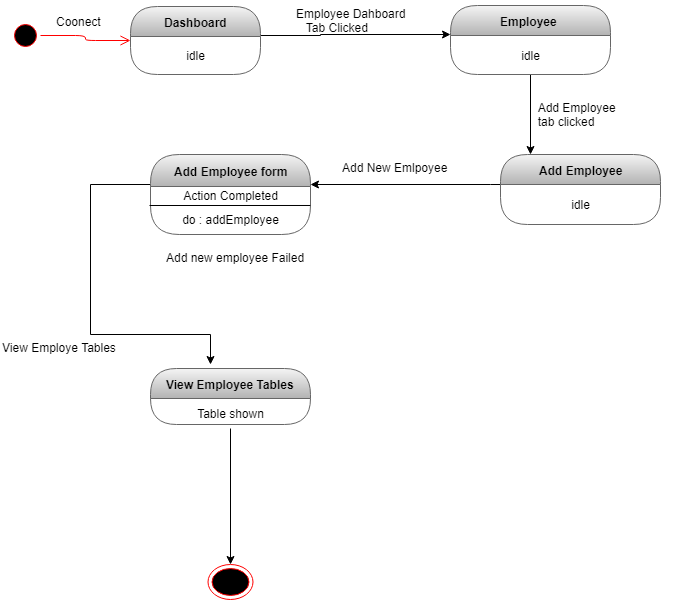 Coonect
Dashboard
idle
Employee Dahboard
Tab Clicked
Employee
idle
Add Employee
tab clicked
Add Employee
idle
Add New Emlpoyee
Add Employee form
Action Completed
do : addEmployee
Add new employee Failed
View Employe Tables
View Employee Tables
Table shown